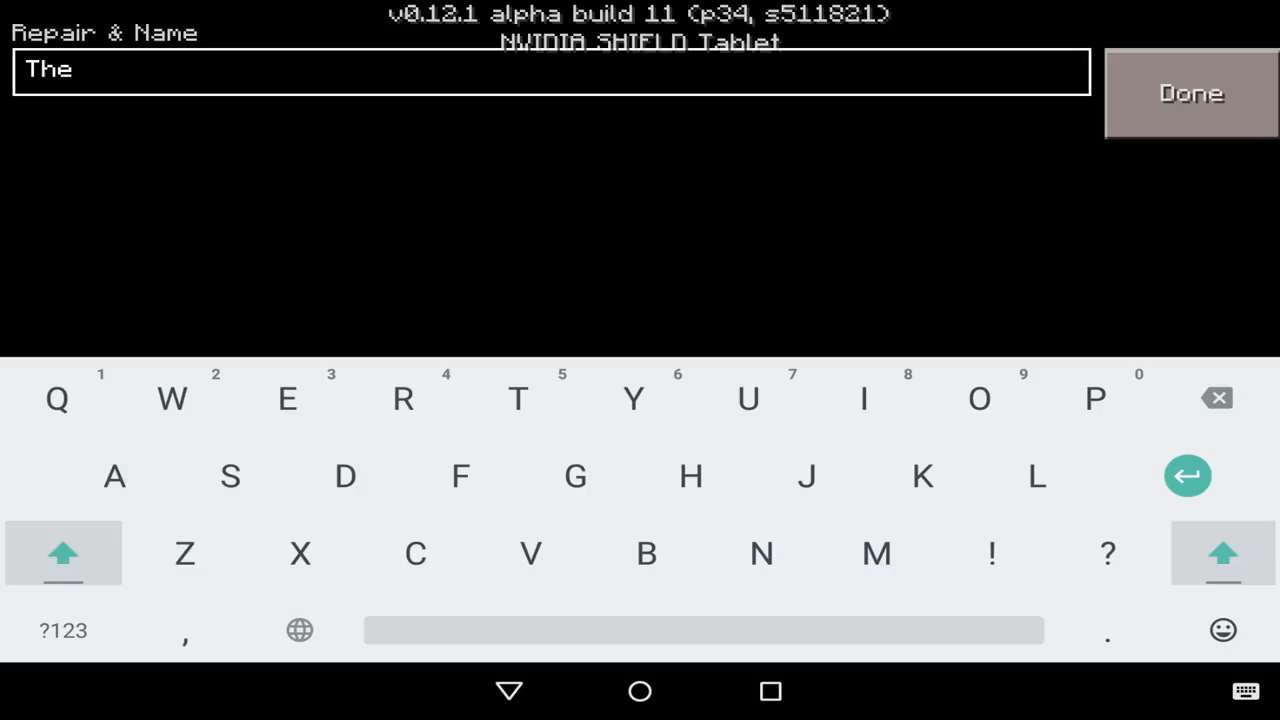 v0.12.1 alpha build 11 (p34, s511821)
NVIDIA SHIELD Tablet
Repair & Name
The
Done
1 2 3 4 5 6 7 8 9 0
Q W E R T Y U I O P
A S D F G H J K L
Z X C V B N M ! ?
?123 , .